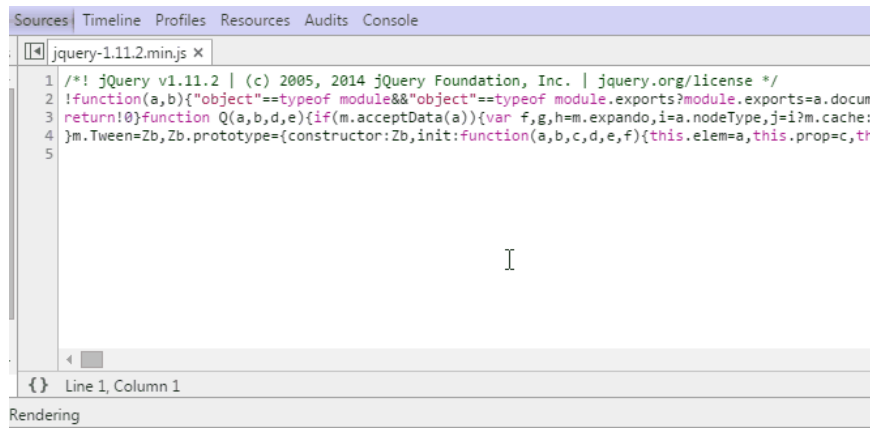 Sources Timeline Profiles Resources Audits Console
jquery-1.11.2.min.js ×
1 /*! jQuery v1.11.2 | (c) 2005, 2014 jQuery Foundation, Inc. | jquery.org/license */
2 !function(a,b){"object"==typeof module&&"object"==typeof module.exports?module.exports=a.docum
3 return!0}function Q(a,b,d,e){if(m.acceptData(a)){var f,g,h=m.expando,i=a.nodeType,j=i?m.cache:
4 }m.Tween=Zb,Zb.prototype={constructor:Zb,init:function(a,b,c,d,e,f){this.elem=a,this.prop=c,th
5
{} Line 1, Column 1
Rendering